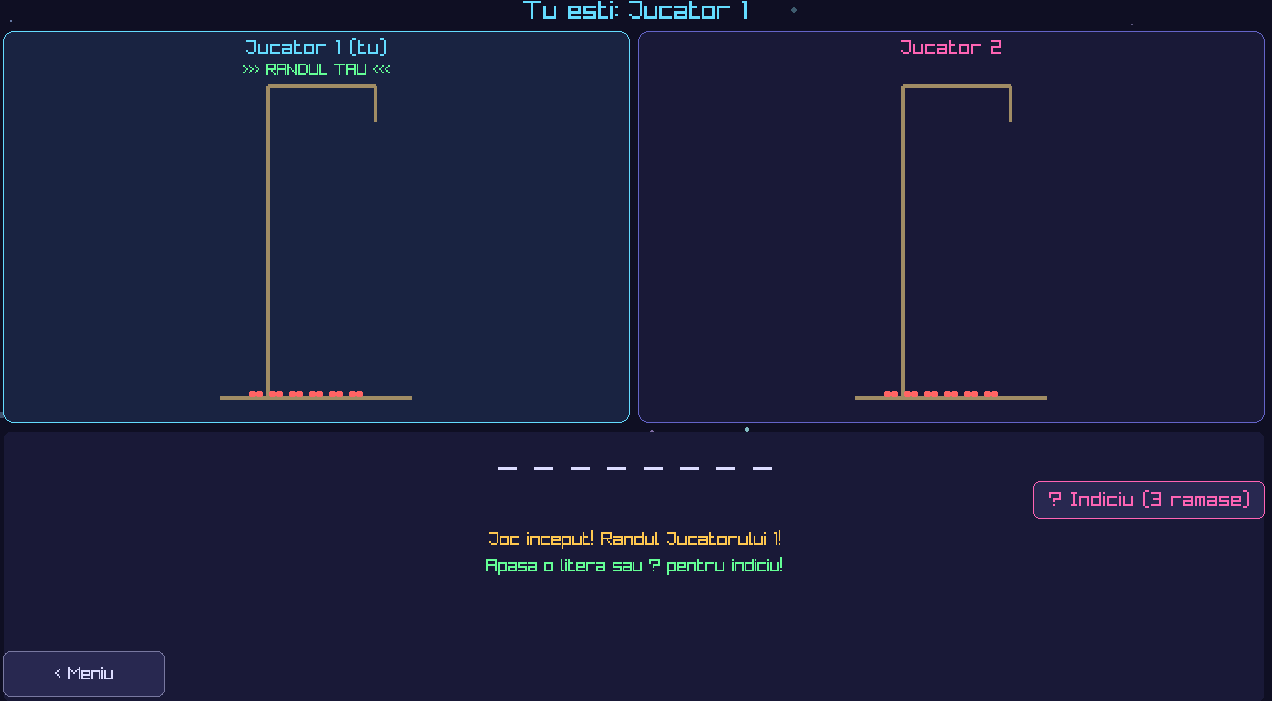 Tu esti: Jucator 1
Jucator 1 (tu)
>>> RANDUL TAU <<<
Jucator 2
_ _ _ _ _ _ _ _
? Indiciu (3 ramase)
Joc inceput! Randul Jucatorului 1!
Apasa o litera sau ? pentru indiciu!
< Meniu